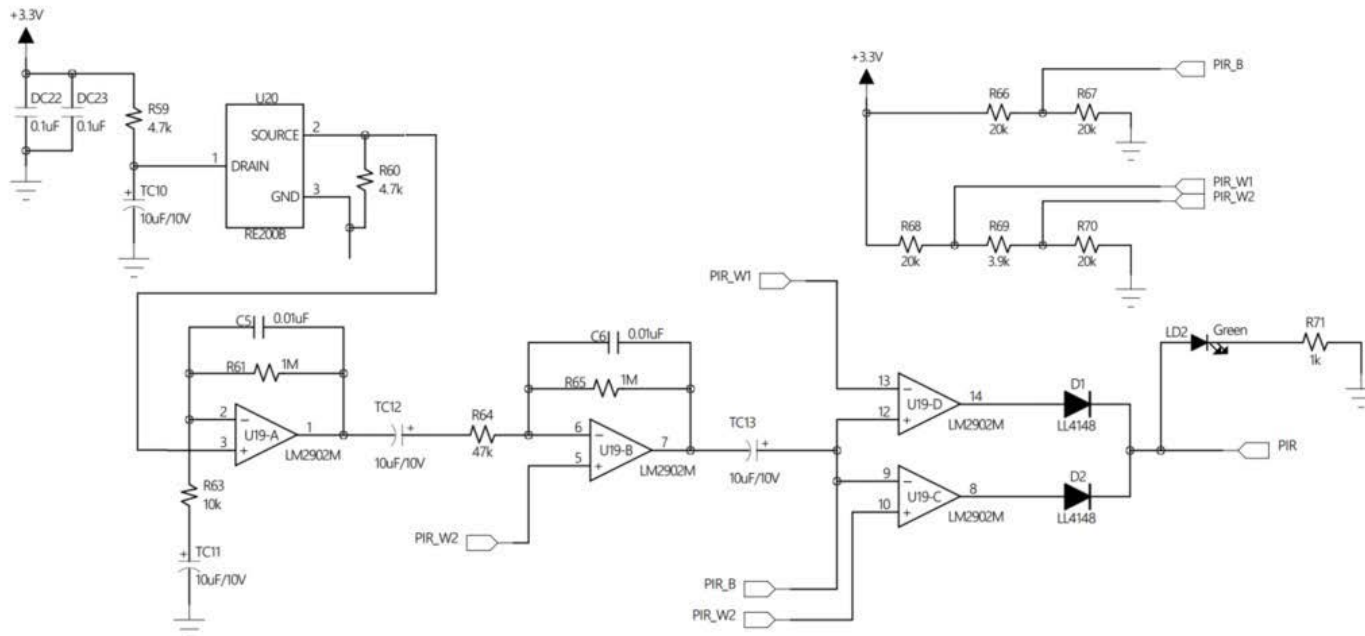 +3.3V
DC22
0.1uF
DC23
0.1uF
R59
4.7k
TC10
+
10uF/10V
U20
SOURCE
2
1
DRAIN
GND
3
RE200B
R60
4.7k
+3.3V
PIR_B
R66
20k
R67
20k
PIR_W1
PIR_W2
R68
20k
R69
3.9k
R70
20k
C5
0.01uF
R61
1M
2
3
−
+
U19-A
1
LM2902M
R63
10k
+
TC11
10uF/10V
TC12
+
10uF/10V
R64
47k
C6
0.01uF
R65
1M
6
5
−
+
U19-B
7
LM2902M
PIR_W2
TC13
+
10uF/10V
PIR_W1
13
12
−
+
U19-D
14
LM2902M
9
10
−
+
U19-C
8
LM2902M
PIR_B
PIR_W2
D1
LL4148
D2
LL4148
LD2
Green
R71
1k
PIR